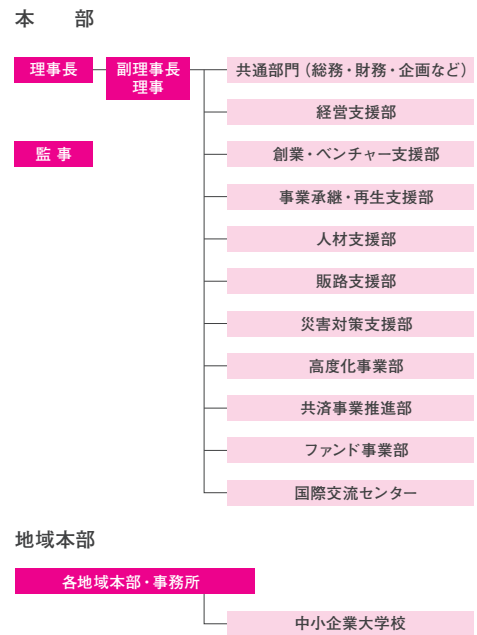 本　　部
理事長
副理事長
理事
監 事
共通部門（総務・財務・企画など）
経営支援部
創業・ベンチャー支援部
事業承継・再生支援部
人材支援部
販路支援部
災害対策支援部
高度化事業部
共済事業推進部
ファンド事業部
国際交流センター
地域本部
各地域本部・事務所
中小企業大学校